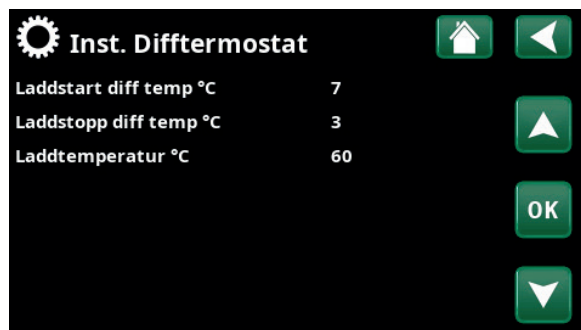 Inst. Difftermostat
Laddstart diff temp °C 7
Laddstopp diff temp °C 3
Laddtemperatur °C 60
OK